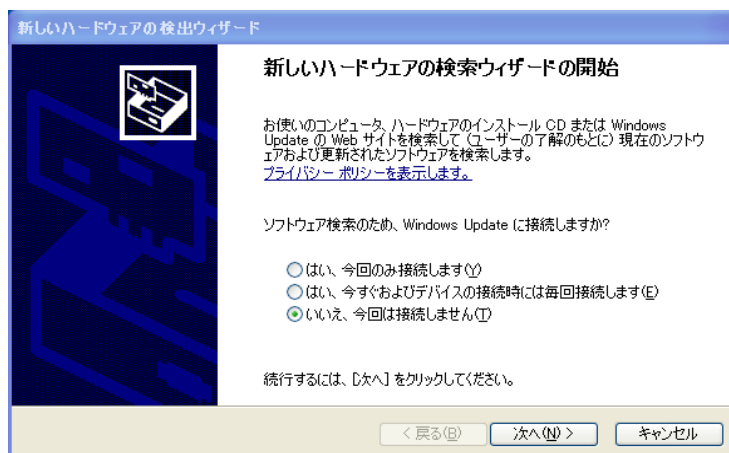 新しいハードウェアの検出ウィザード
新しいハードウェアの検索ウィザードの開始
お使いのコンピュータ、ハードウェアのインストール CD または Windows
Update の Web サイトを検索して (ユーザーの了解のもとに) 現在のソフトウ
ェアおよび更新されたソフトウェアを検索します。
プライバシー ポリシーを表示します。
ソフトウェア検索のため、Windows Update に接続しますか?
はい、今回のみ接続します(Y)
はい、今すぐおよびデバイスの接続時には毎回接続します(E)
いいえ、今回は接続しません(T)
続行するには、[次へ] をクリックしてください。
< 戻る(B) 次へ(N) > キャンセル